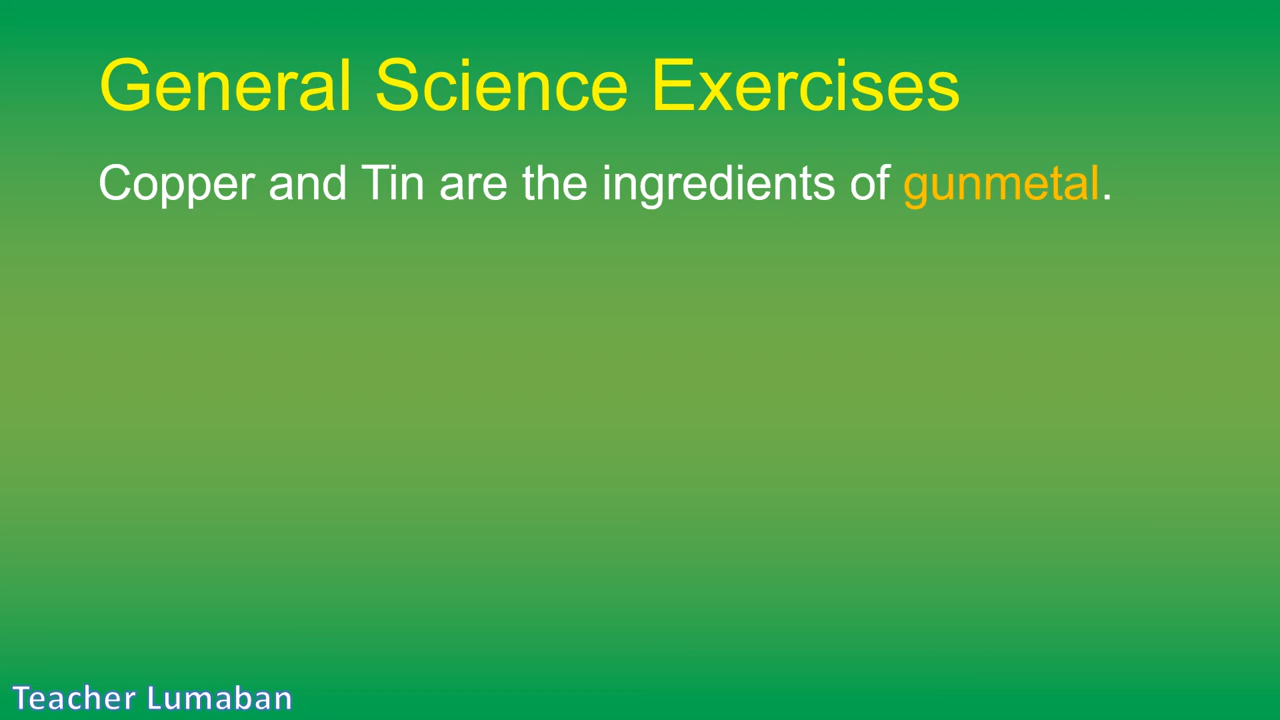 General Science Exercises
Copper and Tin are the ingredients of gunmetal.
Teacher Lumaban